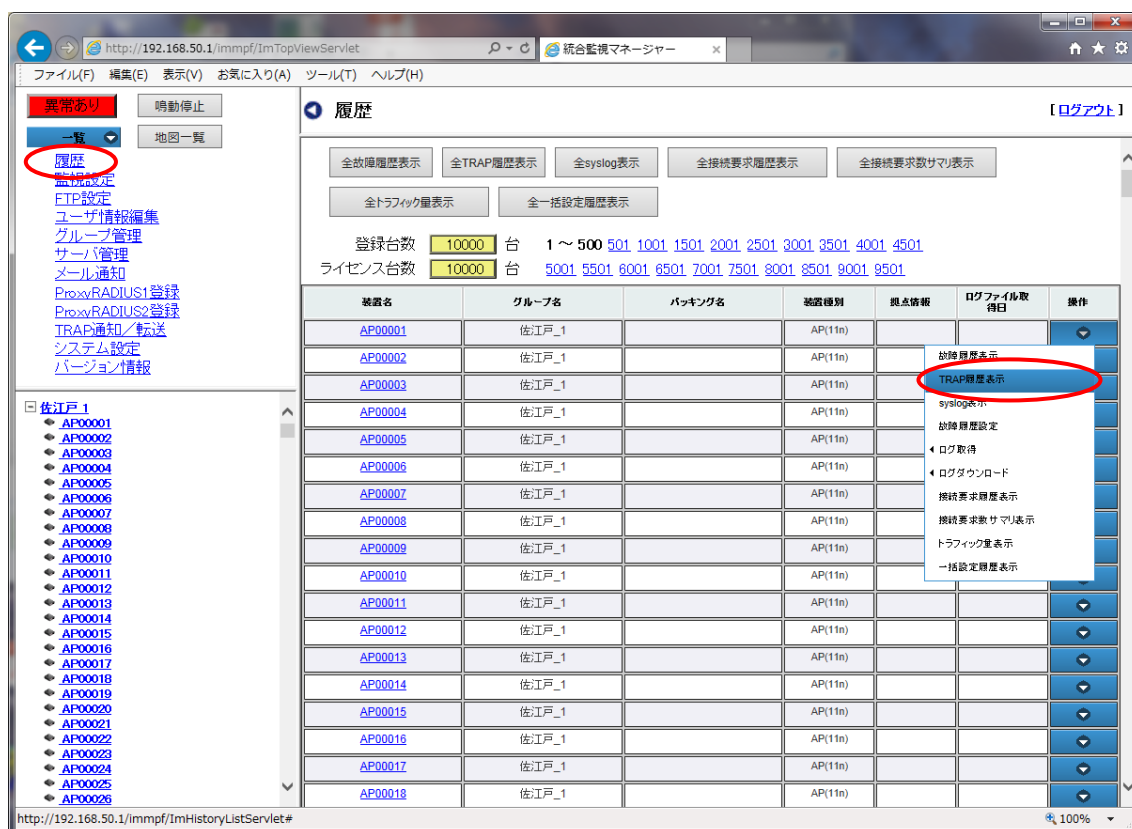 http://192.168.50.1/immpf/ImTopViewServlet
統合監視マネージャー
ファイル(F) 編集(E) 表示(V) お気に入り(A) ツール(T) ヘルプ(H)
異常あり 鳴動停止
一覧 地図一覧
履歴
監視設定
FTP設定
ユーザ情報編集
グループ管理
サーバ管理
メール通知
ProxyRADIUS1登録
ProxyRADIUS2登録
TRAP通知／転送
システム設定
バージョン情報
佐江戸 1
AP00001
AP00002
AP00003
AP00004
AP00005
AP00006
AP00007
AP00008
AP00009
AP00010
AP00011
AP00012
AP00013
AP00014
AP00015
AP00016
AP00017
AP00018
AP00019
AP00020
AP00021
AP00022
AP00023
AP00024
AP00025
AP00026
履歴 [ログアウト]
全故障履歴表示 全TRAP履歴表示 全syslog表示 全接続要求履歴表示 全接続要求数サマリ表示
全トラフィック量表示 全一括設定履歴表示
登録台数 10000 台 1 ～ 500 501 1001 1501 2001 2501 3001 3501 4001 4501
ライセンス台数 10000 台 5001 5501 6001 6501 7001 7501 8001 8501 9001 9501
装置名 グループ名 パッキング名 装置種別 拠点情報 ログファイル取得日 操作
AP00001 佐江戸_1 AP(11n)
AP00002 佐江戸_1 AP(11n)
AP00003 佐江戸_1 AP(11n)
AP00004 佐江戸_1 AP(11n)
AP00005 佐江戸_1 AP(11n)
AP00006 佐江戸_1 AP(11n)
AP00007 佐江戸_1 AP(11n)
AP00008 佐江戸_1 AP(11n)
AP00009 佐江戸_1 AP(11n)
AP00010 佐江戸_1 AP(11n)
AP00011 佐江戸_1 AP(11n)
AP00012 佐江戸_1 AP(11n)
AP00013 佐江戸_1 AP(11n)
AP00014 佐江戸_1 AP(11n)
AP00015 佐江戸_1 AP(11n)
AP00016 佐江戸_1 AP(11n)
AP00017 佐江戸_1 AP(11n)
AP00018 佐江戸_1 AP(11n)
故障履歴表示
TRAP履歴表示
syslog表示
故障履歴設定
ログ取得
ログダウンロード
接続要求履歴表示
接続要求数サマリ表示
トラフィック量表示
一括設定履歴表示
http://192.168.50.1/immpf/ImHistoryListServlet#
100%